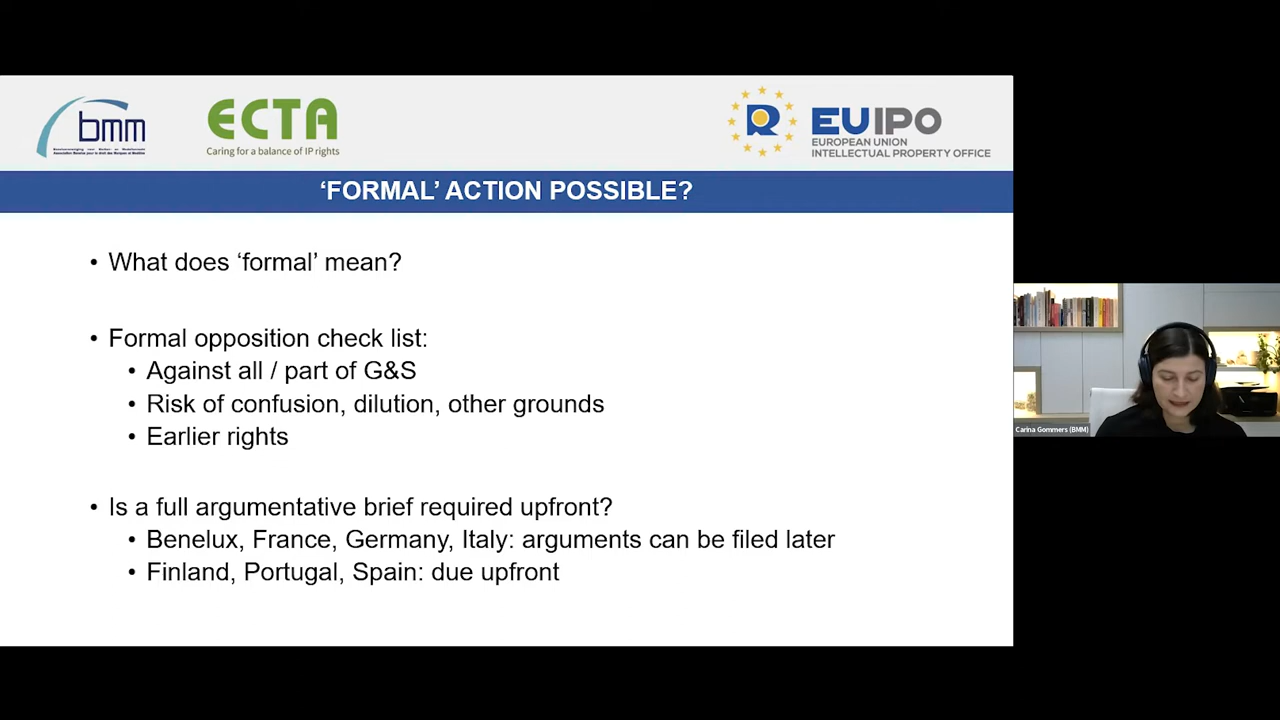 bmm
ECTA
Caring for a balance of IP rights
R
EUIPO
EUROPEAN UNION
INTELLECTUAL PROPERTY OFFICE
‘FORMAL’ ACTION POSSIBLE?
• What does ‘formal’ mean?
• Formal opposition check list:
• Against all / part of G&S
• Risk of confusion, dilution, other grounds
• Earlier rights
• Is a full argumentative brief required upfront?
• Benelux, France, Germany, Italy: arguments can be filed later
• Finland, Portugal, Spain: due upfront
Carina Gommers (BMM)